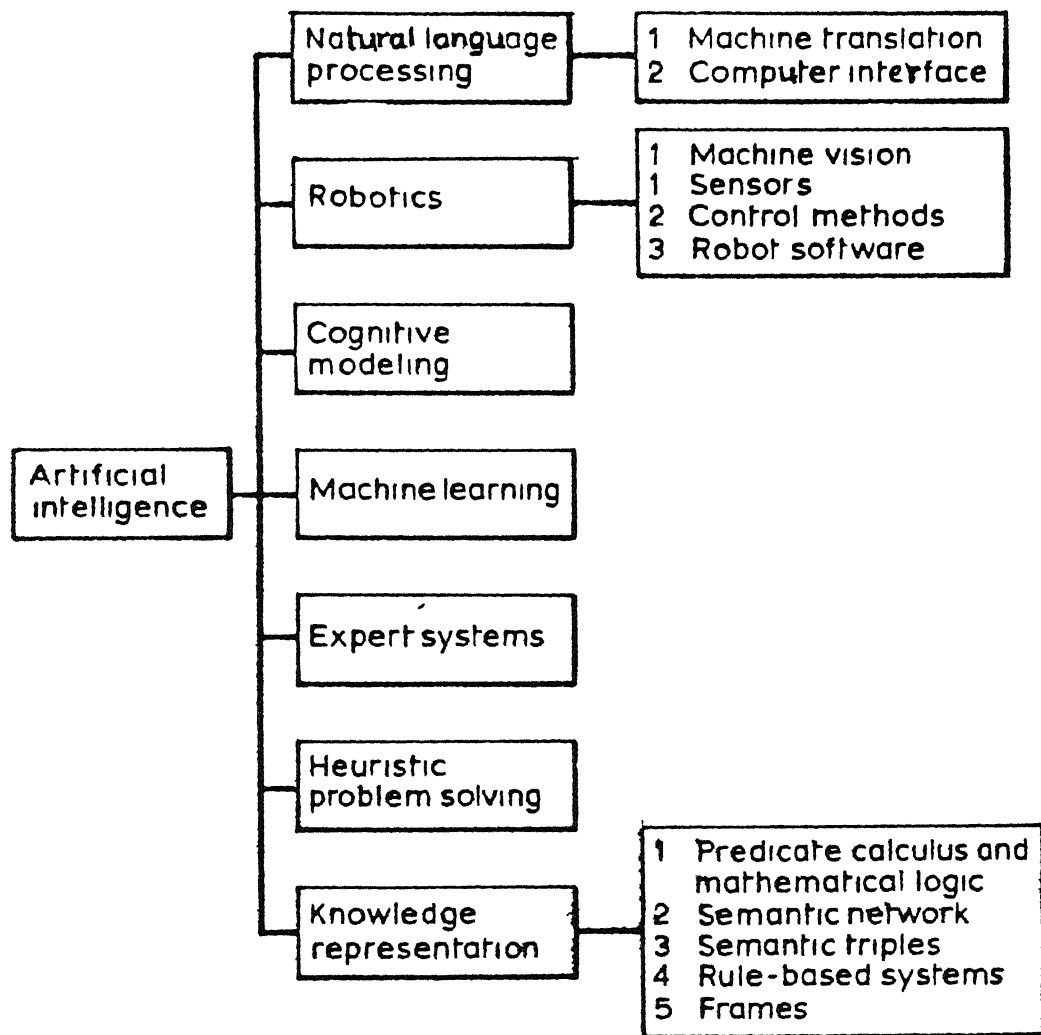 Natural language
processing
1 Machine translation
2 Computer interface
Robotics
1 Machine vision
1 Sensors
2 Control methods
3 Robot software
Cognitive
modeling
Artificial
intelligence
Machine learning
Expert systems
Heuristic
problem solving
Knowledge
representation
1 Predicate calculus and
mathematical logic
2 Semantic network
3 Semantic triples
4 Rule-based systems
5 Frames